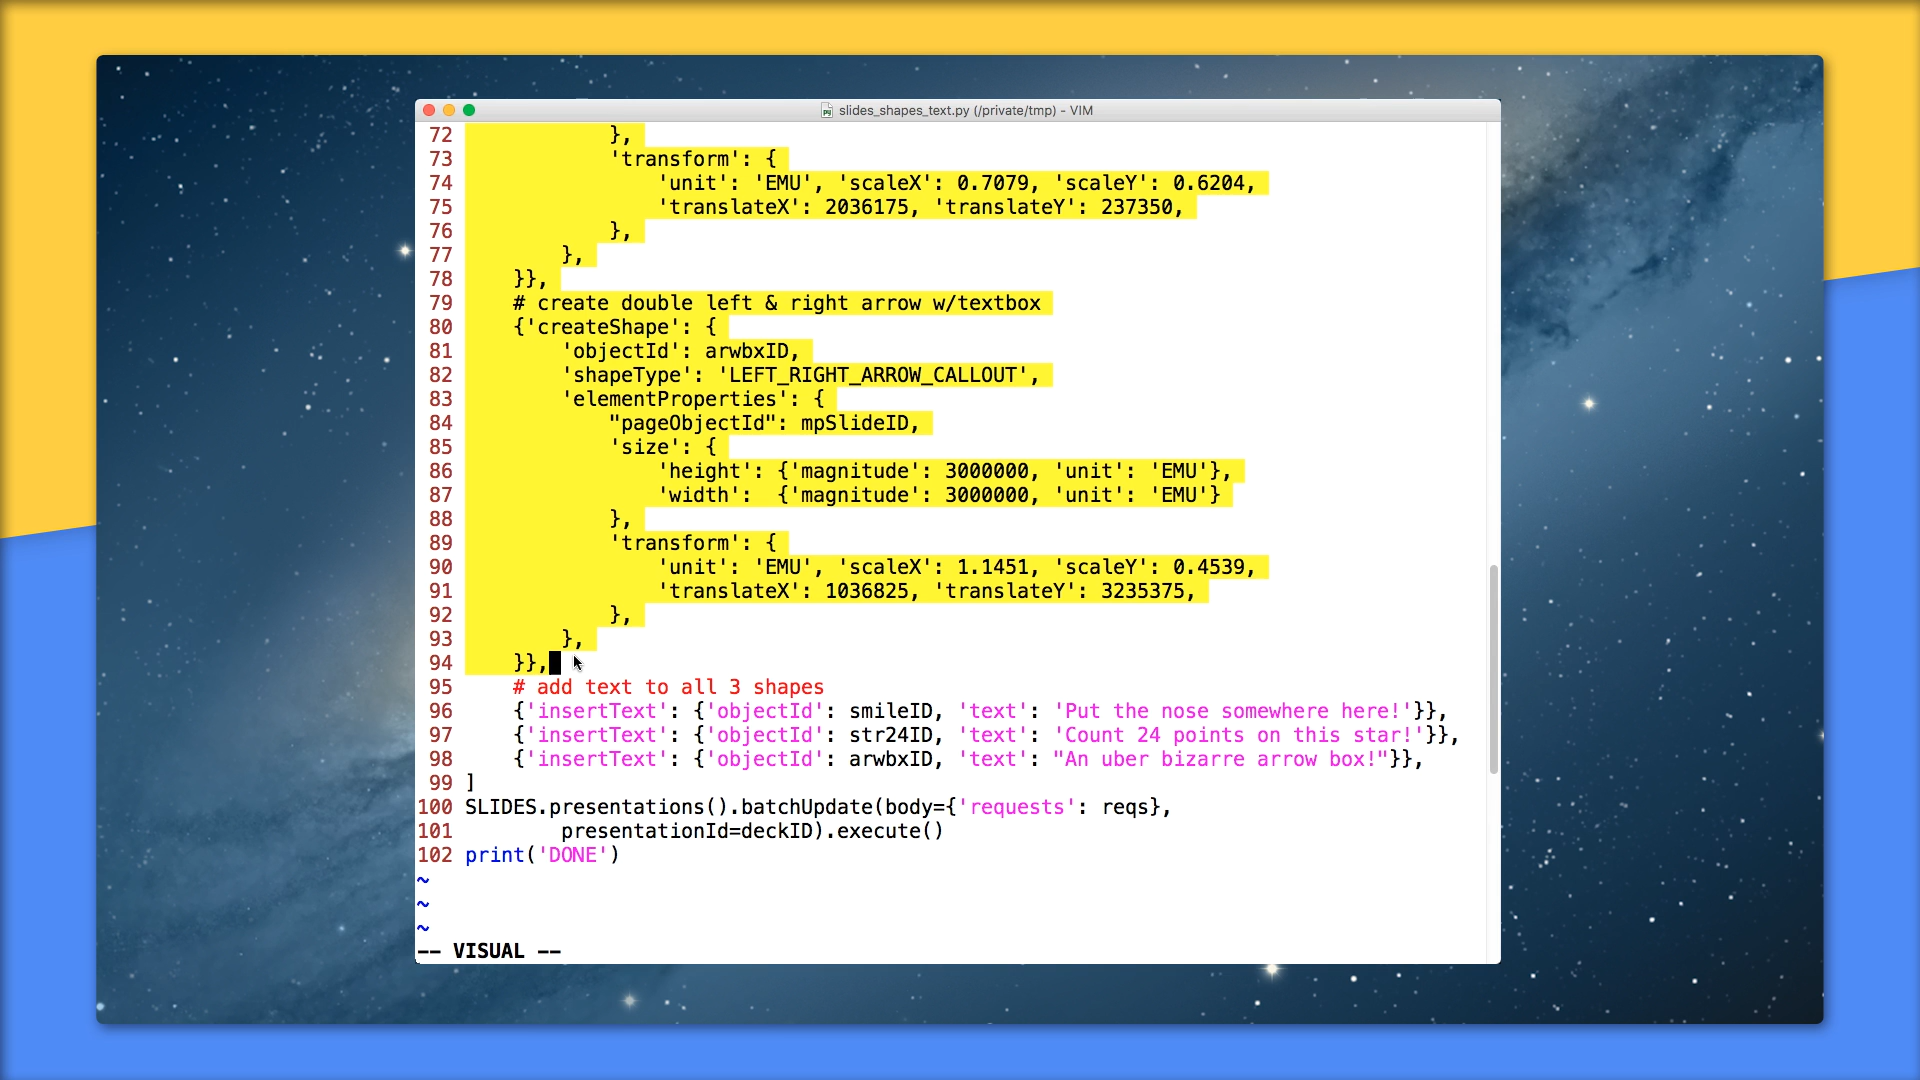 slides_shapes_text.py (/private/tmp) - VIM
72             },
73             'transform': {
74                 'unit': 'EMU', 'scaleX': 0.7079, 'scaleY': 0.6204,
75                 'translateX': 2036175, 'translateY': 237350,
76             },
77         },
78     }},
79     # create double left & right arrow w/textbox
80     {'createShape': {
81         'objectId': arwbxID,
82         'shapeType': 'LEFT_RIGHT_ARROW_CALLOUT',
83         'elementProperties': {
84             "pageObjectId": mpSlideID,
85             'size': {
86                 'height': {'magnitude': 3000000, 'unit': 'EMU'},
87                 'width':  {'magnitude': 3000000, 'unit': 'EMU'}
88             },
89             'transform': {
90                 'unit': 'EMU', 'scaleX': 1.1451, 'scaleY': 0.4539,
91                 'translateX': 1036825, 'translateY': 3235375,
92             },
93         },
94     }},
95     # add text to all 3 shapes
96     {'insertText': {'objectId': smileID, 'text': 'Put the nose somewhere here!'}},
97     {'insertText': {'objectId': str24ID, 'text': 'Count 24 points on this star!'}},
98     {'insertText': {'objectId': arwbxID, 'text': "An uber bizarre arrow box!"}},
99 ]
100 SLIDES.presentations().batchUpdate(body={'requests': reqs},
101         presentationId=deckID).execute()
102 print('DONE')
~
~
~
-- VISUAL --